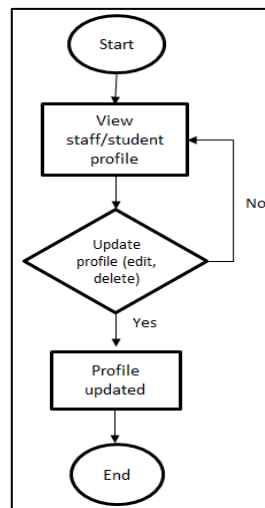 Start
View
staff/student
profile
No
Update
profile (edit,
delete)
Yes
Profile
updated
End